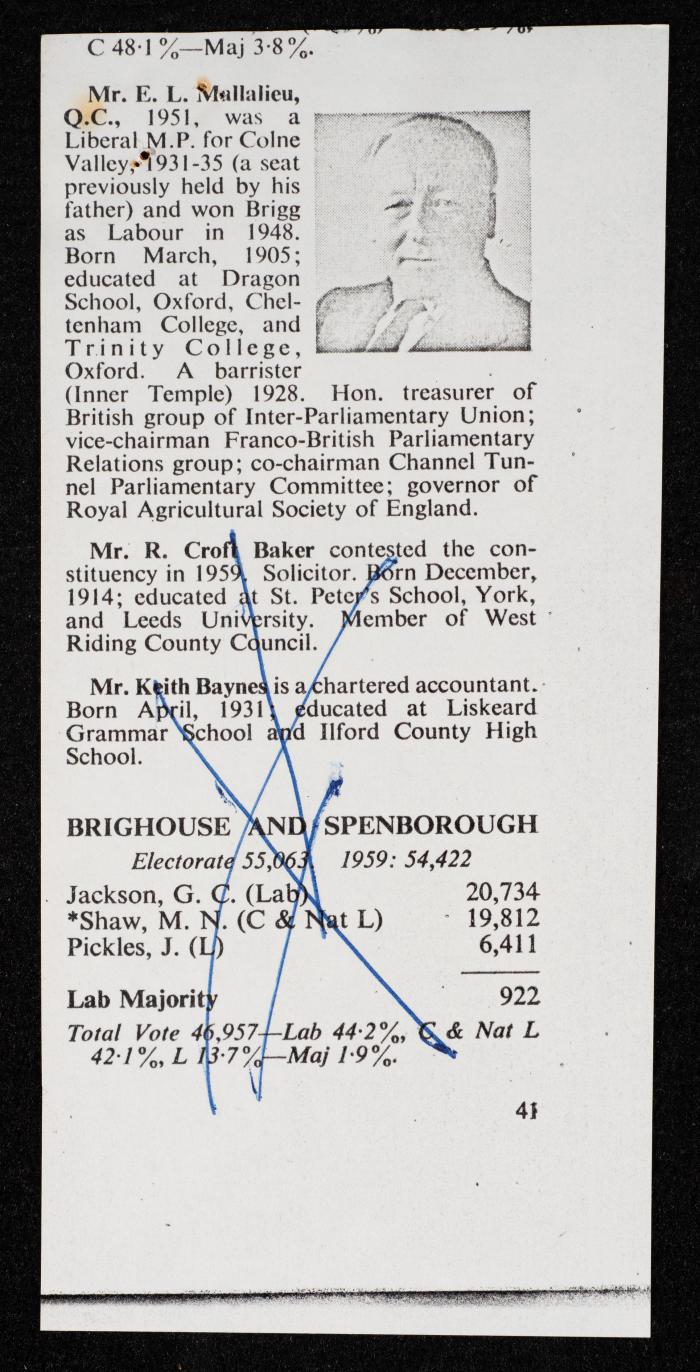 C 48·1%—Maj 3·8%.
Mr. E. L. Mallalieu,
Q.C., 1951, was a
Liberal M.P. for Colne
Valley, 1931-35 (a seat
previously held by his
father) and won Brigg
as Labour in 1948.
Born March, 1905;
educated at Dragon
School, Oxford, Chel-
tenham College, and
Trinity College,
Oxford. A barrister
(Inner Temple) 1928. Hon. treasurer of
British group of Inter-Parliamentary Union;
vice-chairman Franco-British Parliamentary
Relations group; co-chairman Channel Tun-
nel Parliamentary Committee; governor of
Royal Agricultural Society of England.
Mr. R. Croft Baker contested the con-
stituency in 1959. Solicitor. Born December,
1914; educated at St. Peter's School, York,
and Leeds University. Member of West
Riding County Council.
Mr. Keith Baynes is a chartered accountant.
Born April, 1931; educated at Liskeard
Grammar School and Ilford County High
School.
BRIGHOUSE AND SPENBOROUGH
Electorate 55,063. 1959: 54,422
Jackson, G. C. (Lab) 20,734
*Shaw, M. N. (C & Nat L) 19,812
Pickles, J. (L) 6,411
Lab Majority 922
Total Vote 46,957—Lab 44·2%, C & Nat L
42·1%, L 13·7%—Maj 1·9%.
41